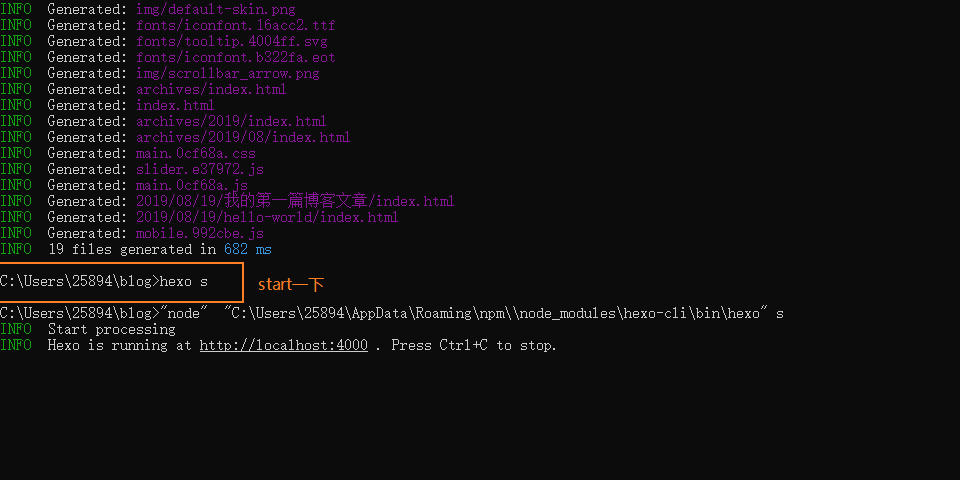 INFO  Generated: img/default-skin.png
INFO  Generated: fonts/iconfont.16acc2.ttf
INFO  Generated: fonts/tooltip.4004ff.svg
INFO  Generated: fonts/iconfont.b322fa.eot
INFO  Generated: img/scrollbar_arrow.png
INFO  Generated: archives/index.html
INFO  Generated: index.html
INFO  Generated: archives/2019/index.html
INFO  Generated: archives/2019/08/index.html
INFO  Generated: main.0cf68a.css
INFO  Generated: slider.e37972.js
INFO  Generated: main.0cf68a.js
INFO  Generated: 2019/08/19/我的第一篇博客文章/index.html
INFO  Generated: 2019/08/19/hello-world/index.html
INFO  Generated: mobile.992cbe.js
INFO  19 files generated in 682 ms
C:\Users\25894\blog>hexo s
start一下
C:\Users\25894\blog>"node"  "C:\Users\25894\AppData\Roaming\npm\\node_modules\hexo-cli\bin\hexo" s
INFO  Start processing
INFO  Hexo is running at http://localhost:4000 . Press Ctrl+C to stop.